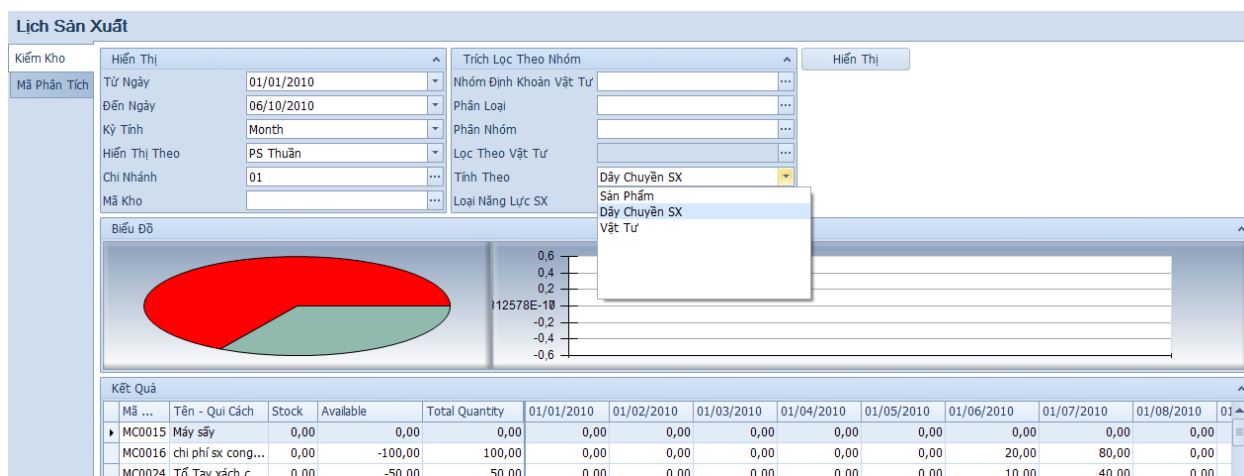 Lịch Sản Xuất
Kiểm Kho
Mã Phân Tích
Hiển Thị
Từ Ngày 01/01/2010
Đến Ngày 06/10/2010
Kỳ Tính Month
Hiển Thị Theo PS Thuần
Chi Nhánh 01
Mã Kho
Trích Lọc Theo Nhóm
Nhóm Định Khoản Vật Tư
Phân Loại
Phân Nhóm
Lọc Theo Vật Tư
Tính Theo Dây Chuyền SX
Loại Năng Lực SX
Sản Phẩm
Dây Chuyền SX
Vật Tư
Hiển Thị
Biểu Đồ
0,6
0,4
0,2
-0,2
-0,4
-0,6
Kết Quả
Mã ... Tên - Qui Cách Stock Available Total Quantity 01/01/2010 01/02/2010 01/03/2010 01/04/2010 01/05/2010 01/06/2010 01/07/2010 01/08/2010
MC0015 Máy sấy 0,00 0,00 0,00 0,00 0,00 0,00 0,00 0,00 0,00 0,00 0,00
MC0016 chi phí sx cong... 0,00 -100,00 100,00 0,00 0,00 0,00 0,00 0,00 20,00 80,00 0,00
MC0024 Tổ Tay xách c... 0,00 -50,00 50,00 0,00 0,00 0,00 0,00 0,00 10,00 40,00 0,00